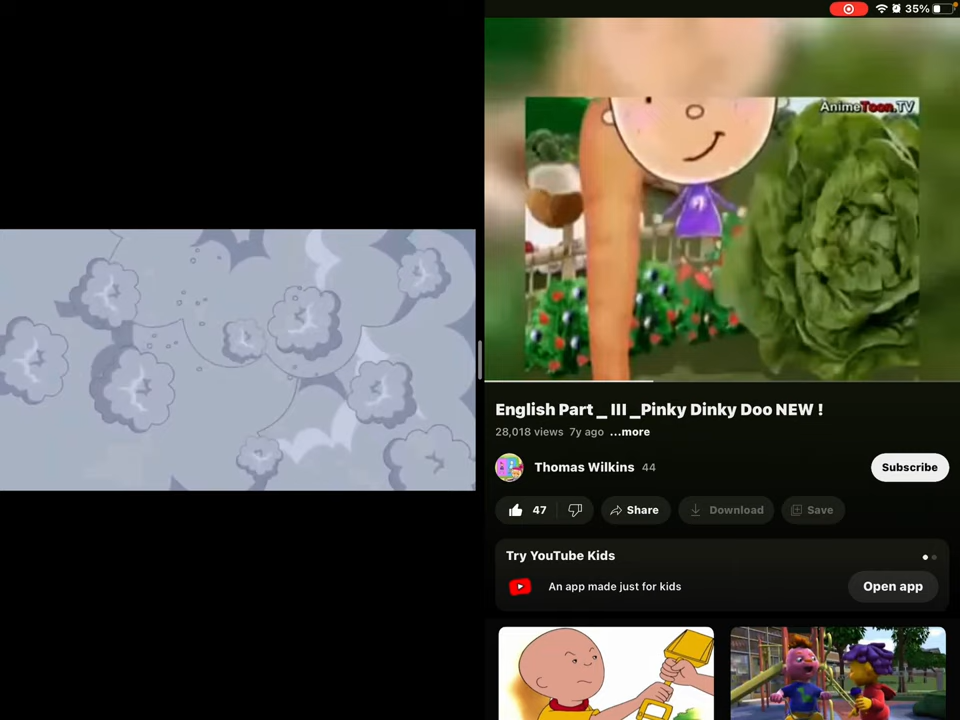 35%
AnimeToon.TV
English Part _ III _Pinky Dinky Doo NEW !
28,018 views 7y ago ...more
Thomas Wilkins 44
Subscribe
47
Share
Download
Save
Try YouTube Kids
An app made just for kids
Open app